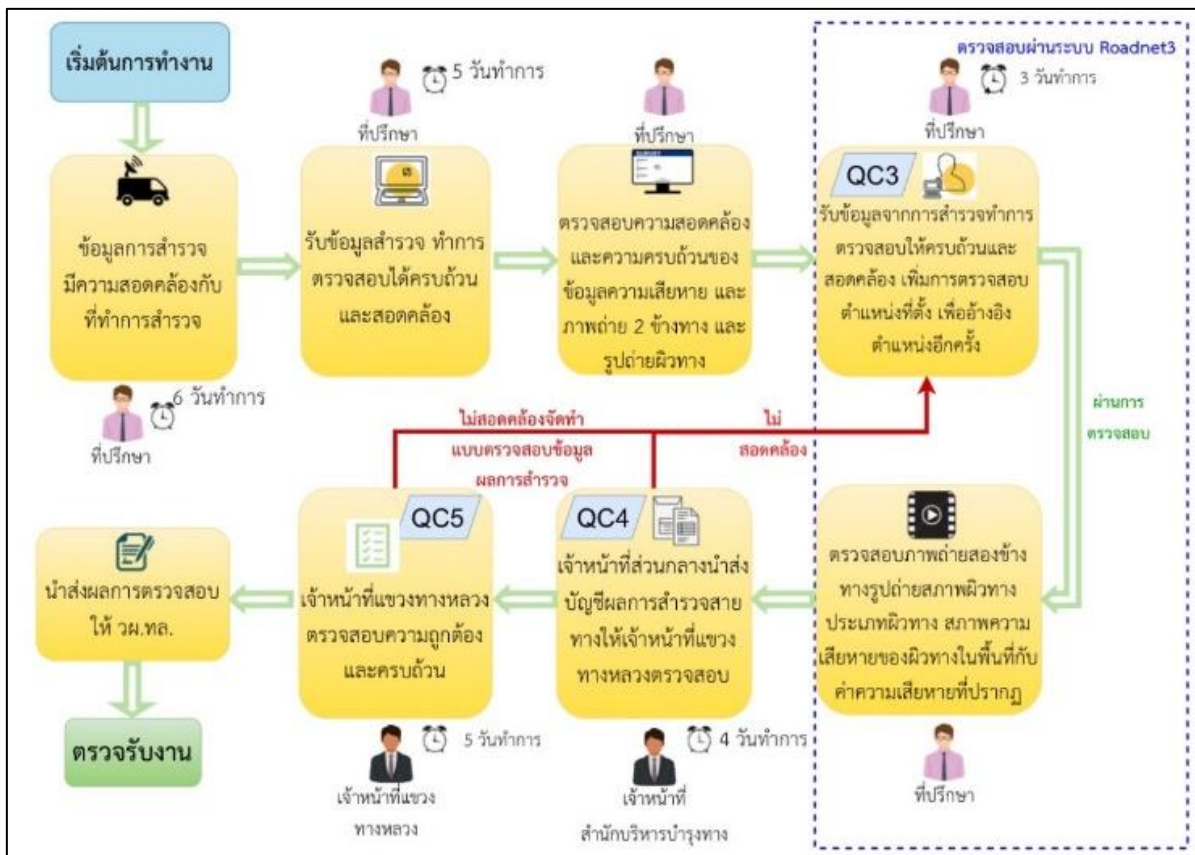 เริ่มต้นการทำงาน
ตรวจสอบผ่านระบบ Roadnet3
5 วันทำการ
3 วันทำการ
ที่ปรึกษา
ที่ปรึกษา
ที่ปรึกษา
ข้อมูลการสำรวจ
มีความสอดคล้องกับ
ที่ทำการสำรวจ
6 วันทำการ
ที่ปรึกษา
รับข้อมูลสำรวจ ทำการ
ตรวจสอบได้ครบถ้วน
และสอดคล้อง
SURVEY
ตรวจสอบความสอดคล้อง
และความครบถ้วนของ
ข้อมูลความเสียหาย และ
ภาพถ่าย 2 ข้างทาง และ
รูปถ่ายผิวทาง
QC3
รับข้อมูลจากการสำรวจทำการ
ตรวจสอบให้ครบถ้วนและ
สอดคล้อง เพิ่มการตรวจสอบ
ตำแหน่งที่ตั้ง เพื่ออ้างอิง
ตำแหน่งอีกครั้ง
ผ่านการ
ตรวจสอบ
ไม่สอดคล้องจัดทำ
แบบตรวจสอบข้อมูล
ผลการสำรวจ
ไม่
สอดคล้อง
ตรวจสอบภาพถ่ายสองข้าง
ทางรูปถ่ายสภาพผิวทาง
ประเภทผิวทาง สภาพความ
เสียหายของผิวทางในพื้นที่กับ
ค่าความเสียหายที่ปรากฏ
ที่ปรึกษา
QC4
เจ้าหน้าที่ส่วนกลางนำส่ง
บัญชีผลการสำรวจสาย
ทางให้เจ้าหน้าที่แขวง
ทางหลวงตรวจสอบ
4 วันทำการ
เจ้าหน้าที่
สำนักบริหารบำรุงทาง
QC5
เจ้าหน้าที่แขวงทางหลวง
ตรวจสอบความถูกต้อง
และครบถ้วน
5 วันทำการ
เจ้าหน้าที่แขวง
ทางหลวง
นำส่งผลการตรวจสอบ
ให้ วผ.ทล.
ตรวจรับงาน